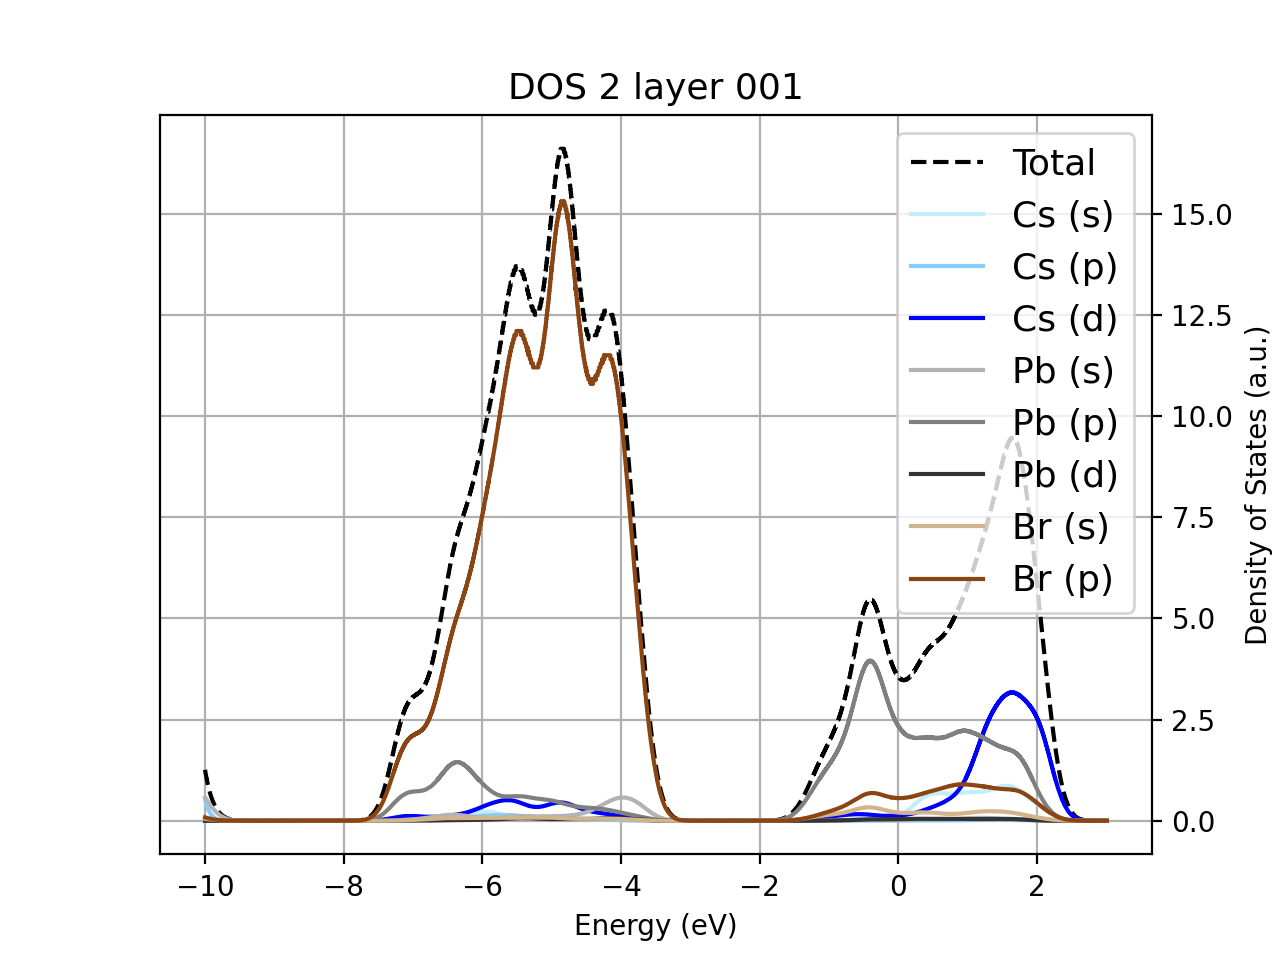 DOS 2 layer 001
Total
Cs (s)
Cs (p)
Cs (d)
Pb (s)
Pb (p)
Pb (d)
Br (s)
Br (p)
15.0
12.5
10.0
7.5
5.0
2.5
0.0
Density of States (a.u.)
−10 −8 −6 −4 −2 0 2
Energy (eV)